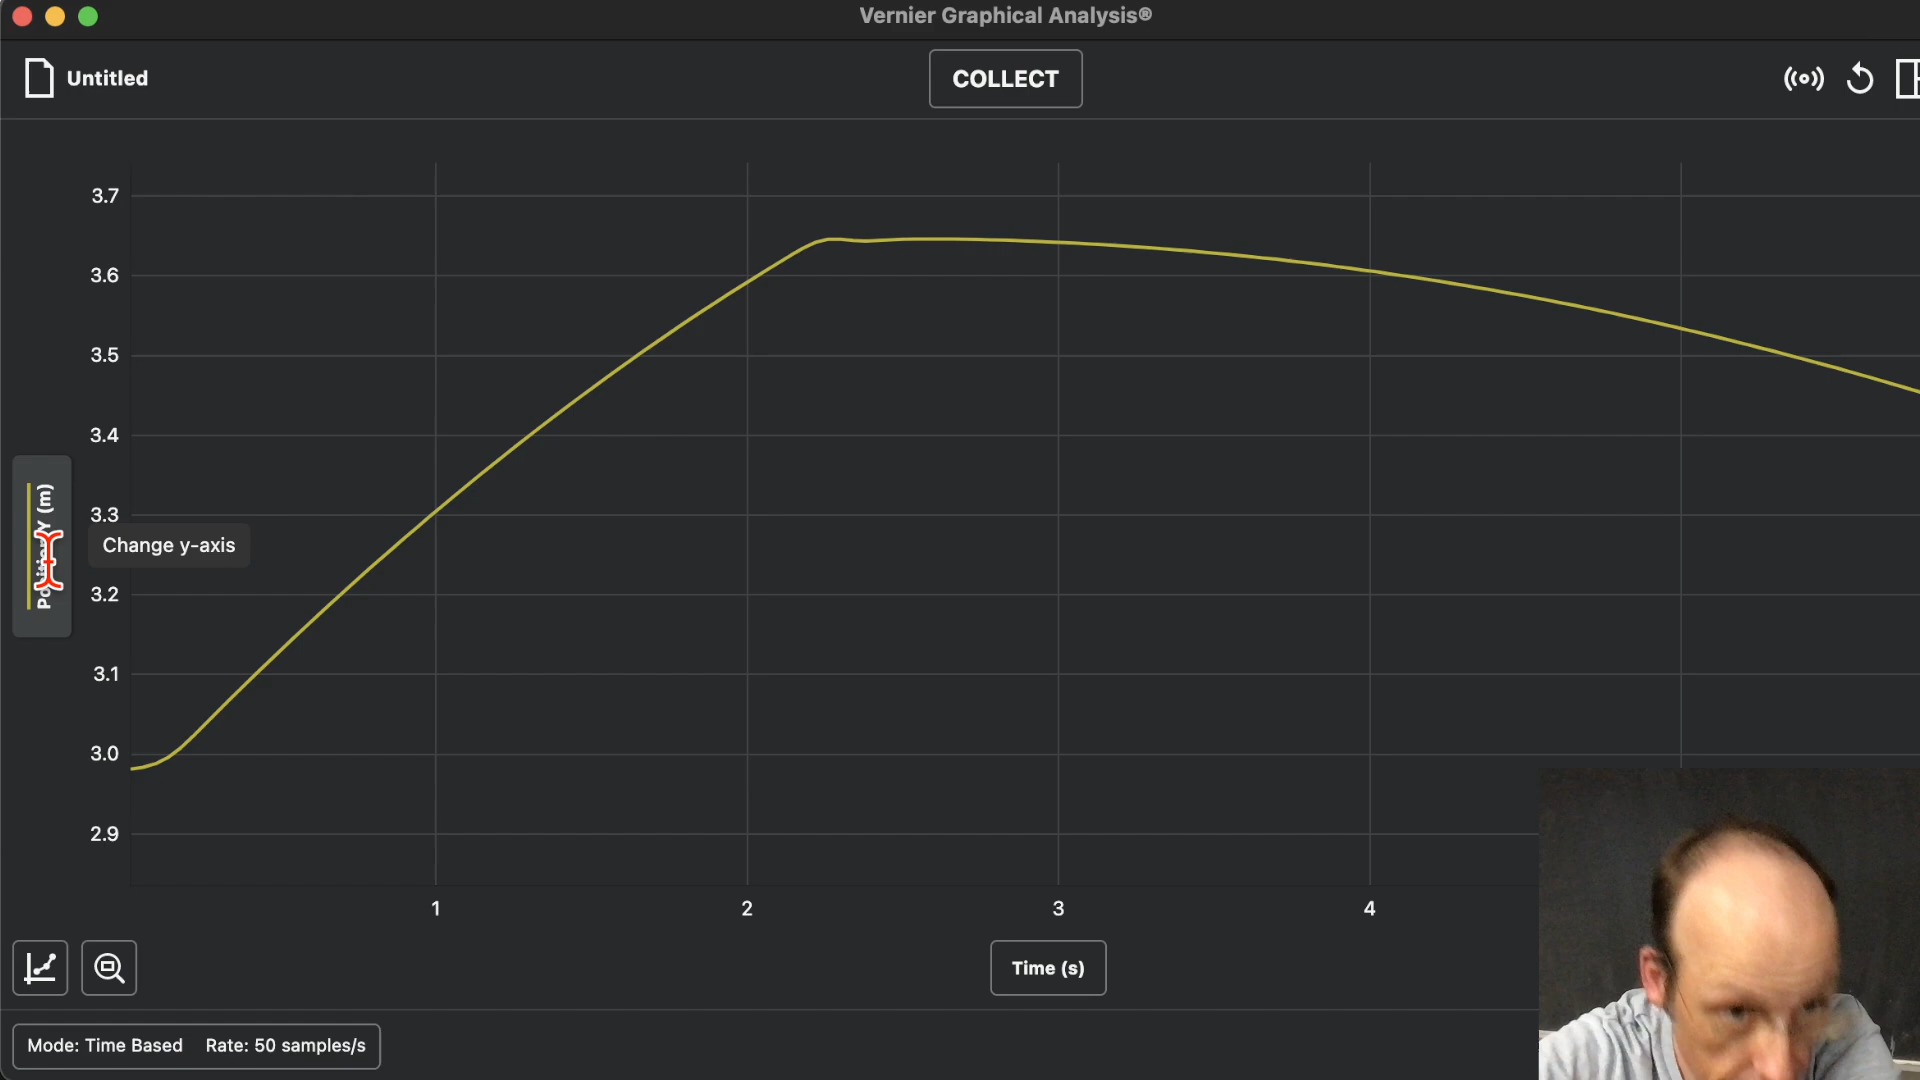 Vernier Graphical Analysis®
Untitled
COLLECT
3.7
3.6
3.5
3.4
3.3
3.2
3.1
3.0
2.9
Y (m)
Change y-axis
1
2
3
4
Time (s)
Mode: Time Based Rate: 50 samples/s